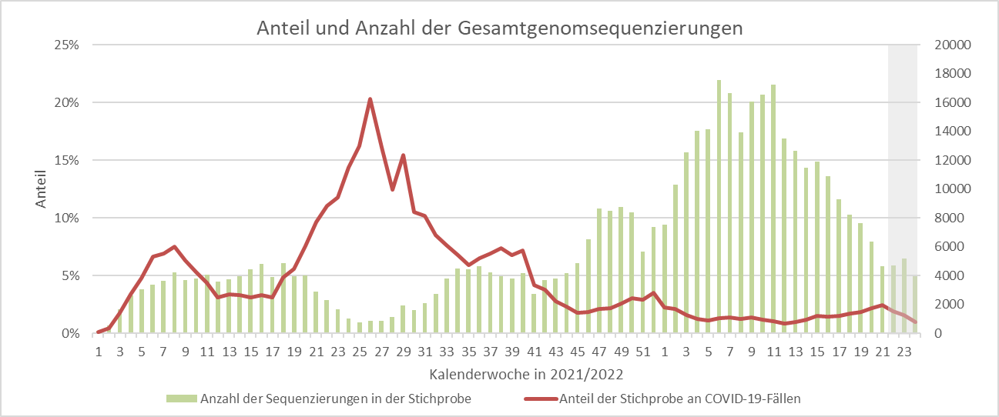 Anteil und Anzahl der Gesamtgenomsequenzierungen
25% 20000
18000
20% 16000
14000
15% 12000
10000
10% 8000
6000
5% 4000
2000
0% 0
Anteil
1 3 5 7 9 11 13 15 17 19 21 23 25 27 29 31 33 35 37 39 41 43 45 47 49 51 1 3 5 7 9 11 13 15 17 19 21 23
Kalenderwoche in 2021/2022
Anzahl der Sequenzierungen in der Stichprobe Anteil der Stichprobe an COVID-19-Fällen